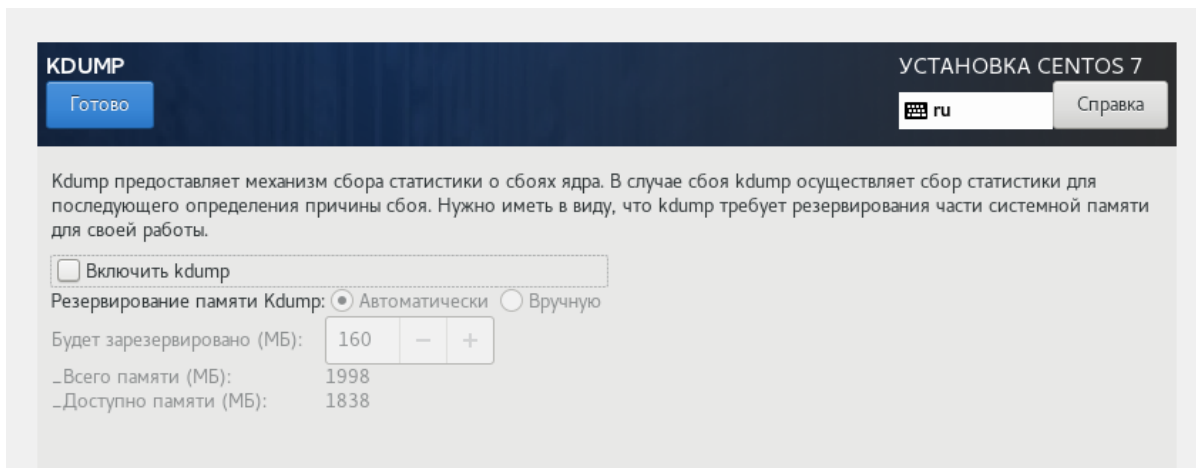 KDUMP
УСТАНОВКА CENTOS 7
Готово
ru
Справка
Kdump предоставляет механизм сбора статистики о сбоях ядра. В случае сбоя kdump осуществляет сбор статистики для
последующего определения причины сбоя. Нужно иметь в виду, что kdump требует резервирования части системной памяти
для своей работы.
Включить kdump
Резервирование памяти Kdump: Автоматически Вручную
Будет зарезервировано (МБ): 160 − +
_Всего памяти (МБ): 1998
_Доступно памяти (МБ): 1838